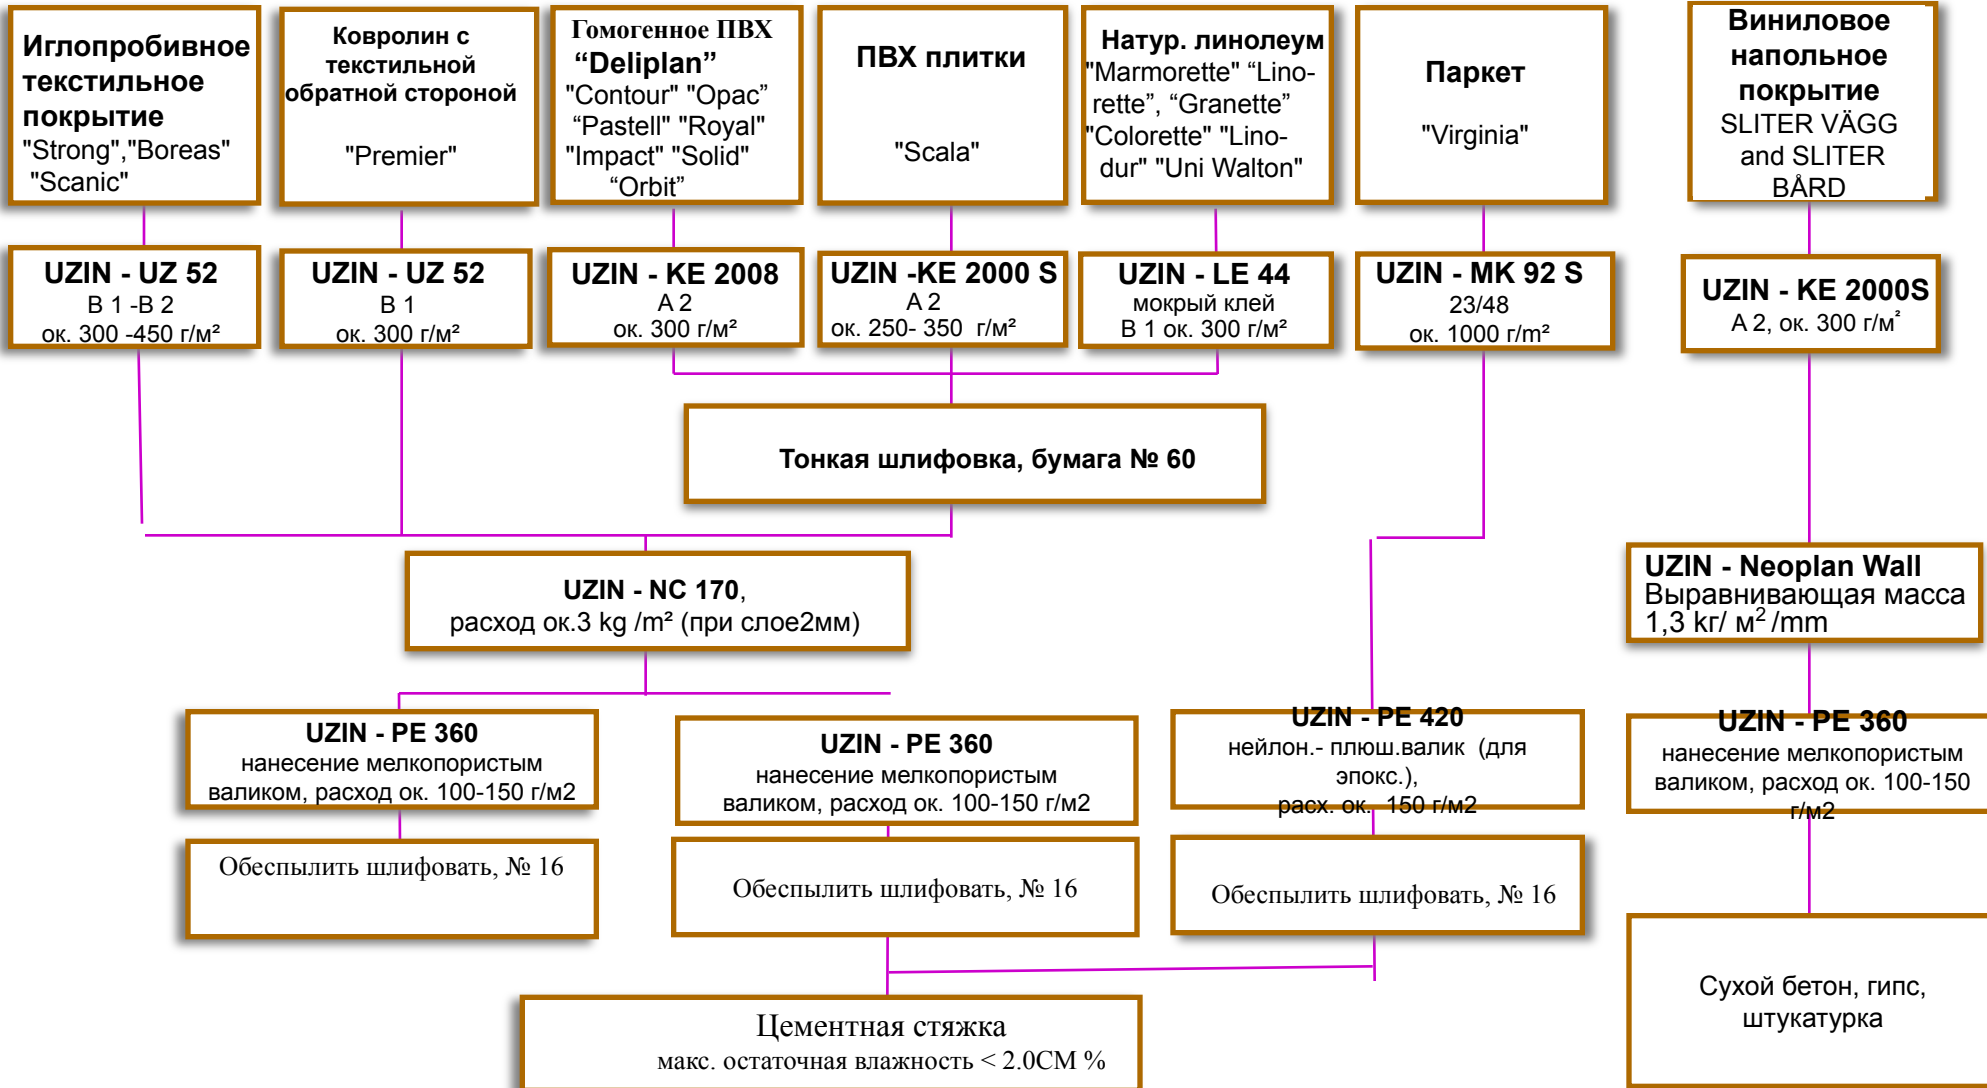 Иглопробивное
текстильное
покрытие
"Strong","Boreas"
"Scanic"
Ковролин с
текстильной
обратной стороной
"Premier"
Гомогенное ПВХ
“Deliplan”
"Contour" "Opac”
“Pastell" "Royal"
"Impact" "Solid"
“Orbit”
ПВХ плитки
"Scala"
Натур. линолеум
"Marmorette" “Lino-
rette”, “Granette”
"Colorette" "Lino-
dur" "Uni Walton"
Паркет
"Virginia"
Виниловое
напольное
покрытие
SLITER VÄGG
and SLITER
BÅRD
UZIN - UZ 52
B 1 -B 2
ок. 300 -450 г/м²
UZIN - UZ 52
B 1
ок. 300 г/м²
UZIN - KE 2008
A 2
ок. 300 г/м²
UZIN -KE 2000 S
A 2
ок. 250- 350 г/м²
UZIN - LE 44
мокрый клей
В 1 ок. 300 г/м²
UZIN - MK 92 S
23/48
ок. 1000 г/m²
UZIN - KE 2000S
A 2, ок. 300 г/м²
Тонкая шлифовка, бумага № 60
UZIN - NC 170,
расход ок.3 kg /m² (при слое2мм)
UZIN - Neoplan Wall
Выравнивающая масса
1,3 kг/ м² /mm
UZIN - PE 360
нанесение мелкопористым
валиком, расход ок. 100-150 г/м2
UZIN - PE 360
нанесение мелкопористым
валиком, расход ок. 100-150 г/м2
UZIN - PE 420
нейлон.- плюш.валик (для
эпокс.),
расх. ок. 150 г/м2
UZIN - PE 360
нанесение мелкопористым
валиком, расход ок. 100-150
г/м2
Обеспылить шлифовать, № 16
Обеспылить шлифовать, № 16
Обеспылить шлифовать, № 16
Сухой бетон, гипс,
штукатурка
Цементная стяжка
макс. остаточная влажность < 2.0СМ %